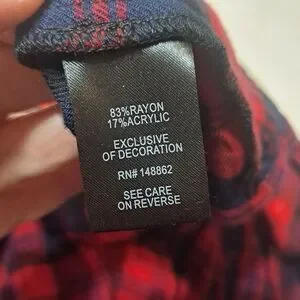 83%RAYON
17%ACRYLIC
EXCLUSIVE
OF DECORATION
RN# 148862
SEE CARE
ON REVERSE